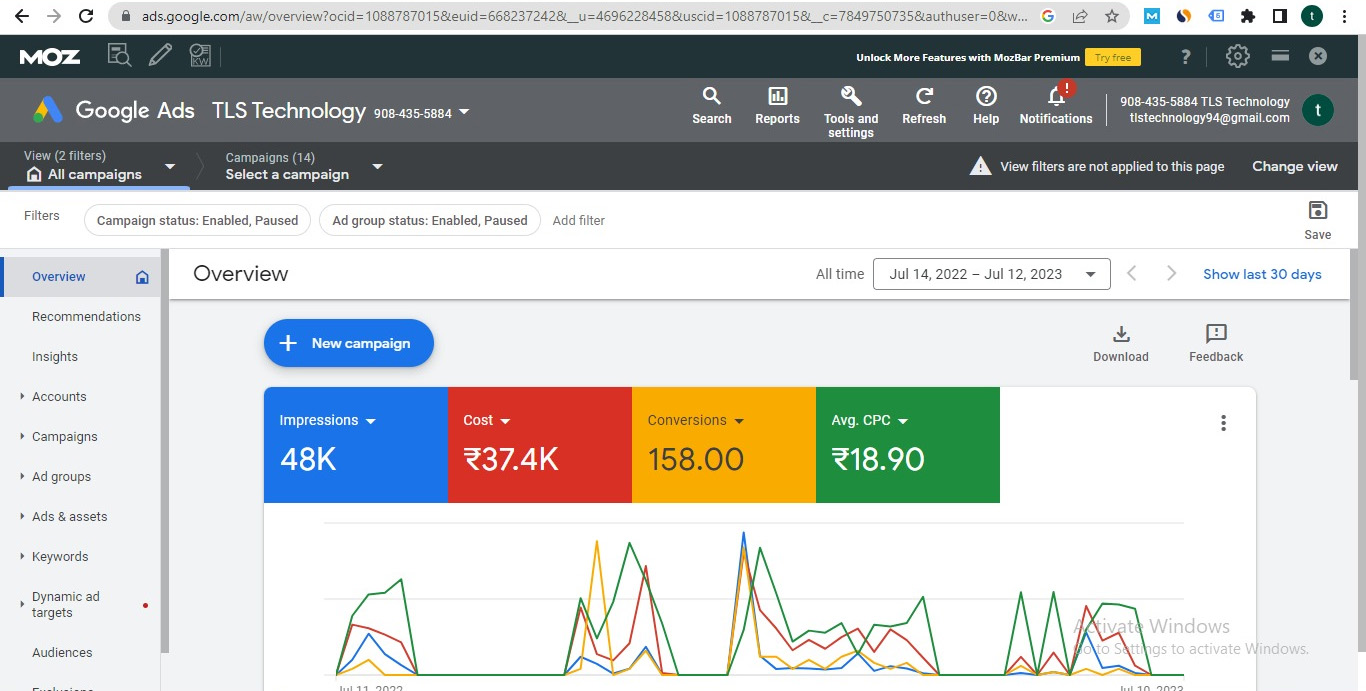 ads.google.com/aw/overview?ocid=1088787015&euid=668237242&__u=4696228458&uscid=1088787015&__c=7849750735&authuser=0&w...
t
MOZ
KW
Unlock More Features with MozBar Premium
Try free
?
Google Ads
TLS Technology 908-435-5884
Search
Reports
Tools and settings
Refresh
Help
Notifications
908-435-5884 TLS Technology
tlstechnology94@gmail.com
t
View (2 filters)
All campaigns
Campaigns (14)
Select a campaign
View filters are not applied to this page
Change view
Filters
Campaign status: Enabled, Paused
Ad group status: Enabled, Paused
Add filter
Save
Overview
Recommendations
Insights
Accounts
Campaigns
Ad groups
Ads & assets
Keywords
Dynamic ad
targets
Audiences
Exclusions
Overview
All time
Jul 14, 2022 – Jul 12, 2023
Show last 30 days
+ New campaign
Download
Feedback
Impressions
48K
Cost
₹37.4K
Conversions
158.00
Avg. CPC
₹18.90
Jul 11, 2022
Jul 10, 2023
Activate Windows
Go to Settings to activate Windows.